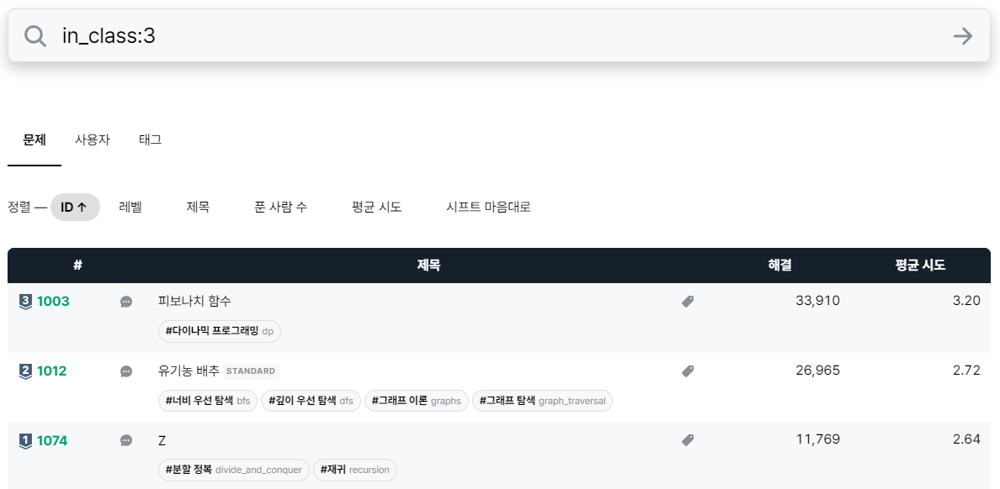 in_class:3
문제 사용자 태그
정렬 — ID ↑ 레벨 제목 푼 사람 수 평균 시도 시프트 마음대로
# 제목 해결 평균 시도
3 1003 피보나치 함수 33,910 3.20
#다이나믹 프로그래밍 dp
2 1012 유기농 배추 STANDARD 26,965 2.72
#너비 우선 탐색 bfs #깊이 우선 탐색 dfs #그래프 이론 graphs #그래프 탐색 graph_traversal
1 1074 Z 11,769 2.64
#분할 정복 divide_and_conquer #재귀 recursion